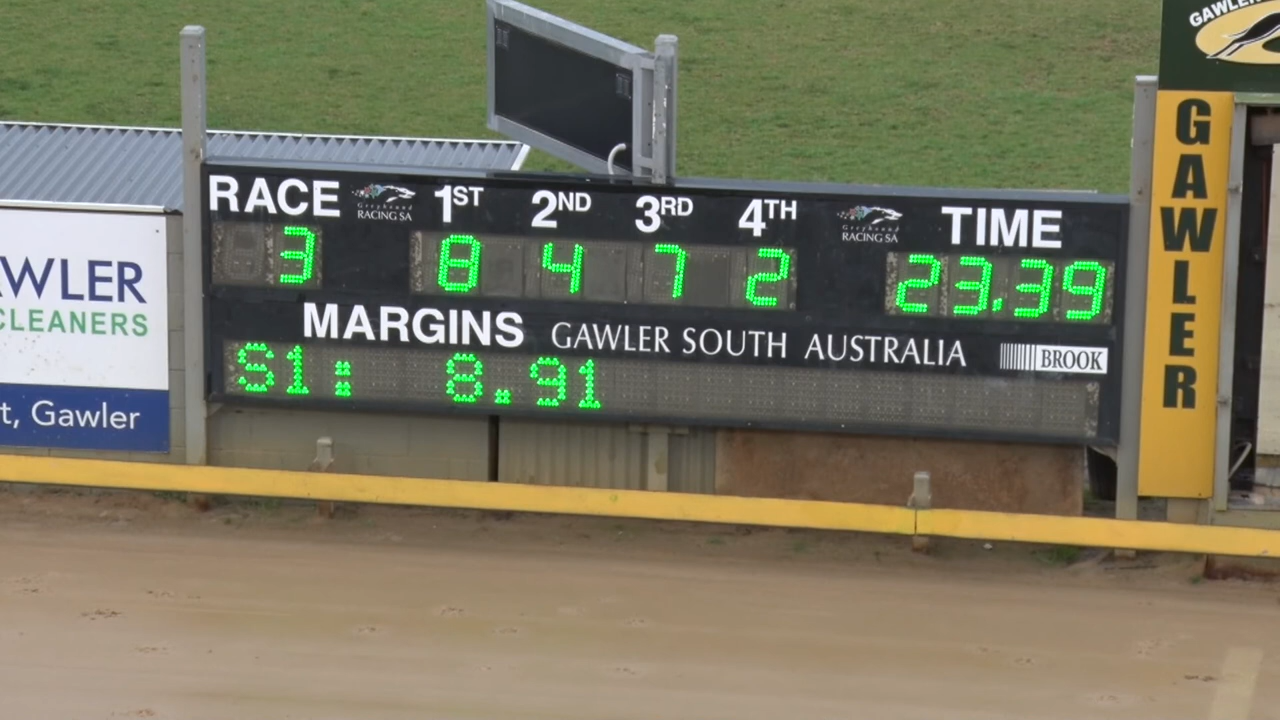 GAWLER
RACE
Greyhound
RACING SA
1ST
2ND
3RD
4TH
Greyhound
RACING SA
TIME
3
8
4
7
2
23.39
MARGINS
GAWLER SOUTH AUSTRALIA
BROOK
S1: 8.91
AWLER
CLEANERS
t, Gawler
GAWLER